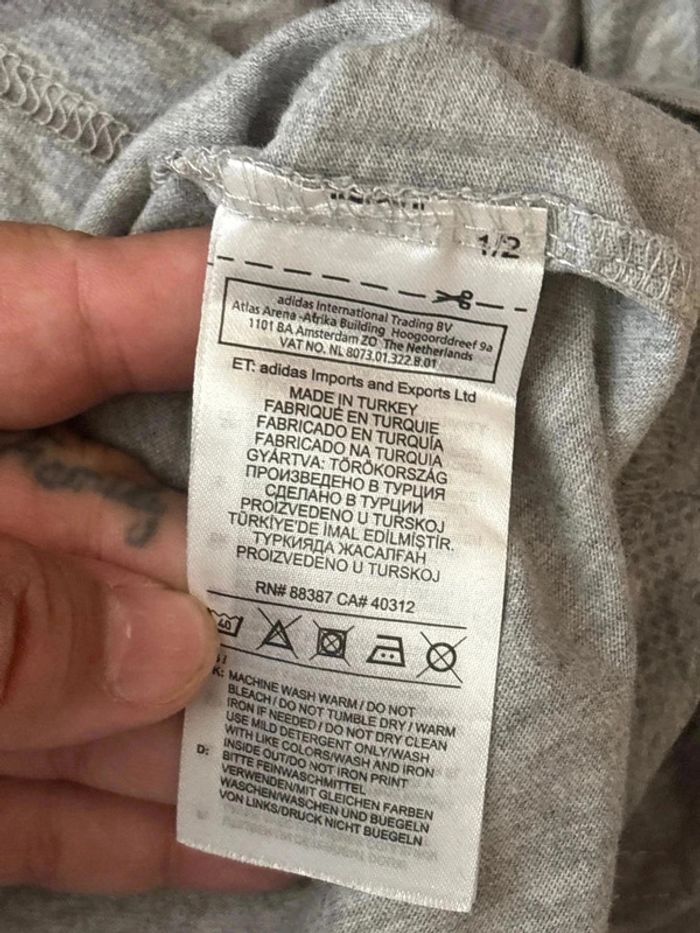 1/2
adidas International Trading BV
Atlas Arena -Afrika Building Hoogoorddreef 9a
1101 BA Amsterdam ZO The Netherlands
VAT NO. NL 8073.01.322.B.01
ET: adidas Imports and Exports Ltd
MADE IN TURKEY
FABRIQUÉ EN TURQUIE
FABRICADO EN TURQUÍA
FABRICADO NA TURQUIA
GYÁRTVA: TÖRÖKORSZÁG
ПРОИЗВЕДЕНО В ТУРЦИЯ
СДЕЛАНО В ТУРЦИИ
PROİZVEDENO U TURSKOJ
TÜRKİYE'DE İMAL EDİLMİSTİR.
ТУРКИЯДА ЖАСАЛҒАН
PROIZVEDENO U TURSKOJ
RN# 88387 CA# 40312
40
K: MACHINE WASH WARM / DO NOT
BLEACH / DO NOT TUMBLE DRY / WARM
IRON IF NEEDED / DO NOT DRY CLEAN
USE MILD DETERGENT ONLY/WASH
WITH LIKE COLORS/WASH AND IRON
INSIDE OUT/DO NOT IRON PRINT
D: BITTE FEINWASCHMITTEL
VERWENDEN/MIT GLEICHEN FARBEN
WASCHEN/WASCHEN UND BUEGELN
VON LINKS/DRUCK NICHT BUEGELN